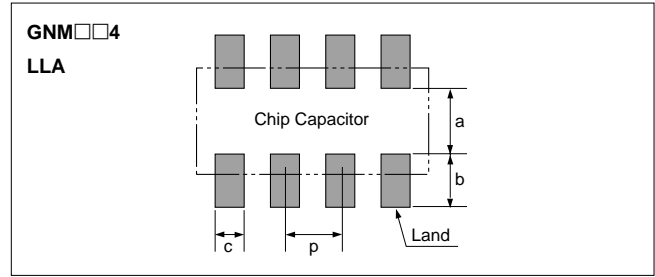 GNM□□4
LLA
Chip Capacitor
a
b
c
p
Land